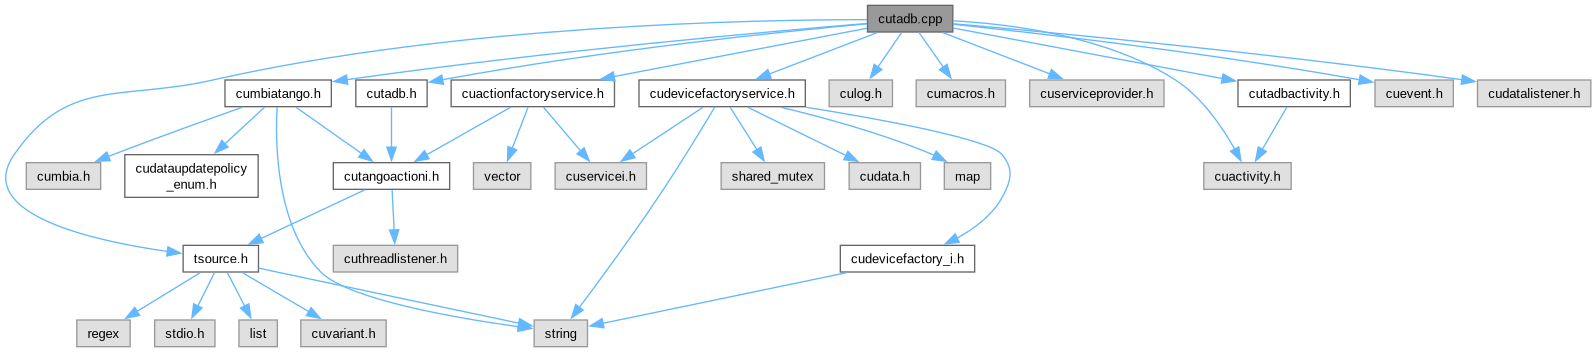 cutadb.cpp
cumbiatango.h
cutadb.h
cuactionfactoryservice.h
cudevicefactoryservice.h
culog.h
cumacros.h
cuserviceprovider.h
cutadbactivity.h
cuevent.h
cudatalistener.h
cumbia.h
cudataupdatepolicy
_enum.h
cutangoactioni.h
vector
cuservicei.h
shared_mutex
cudata.h
map
cuactivity.h
tsource.h
cuthreadlistener.h
cudevicefactory_i.h
regex
stdio.h
list
cuvariant.h
string